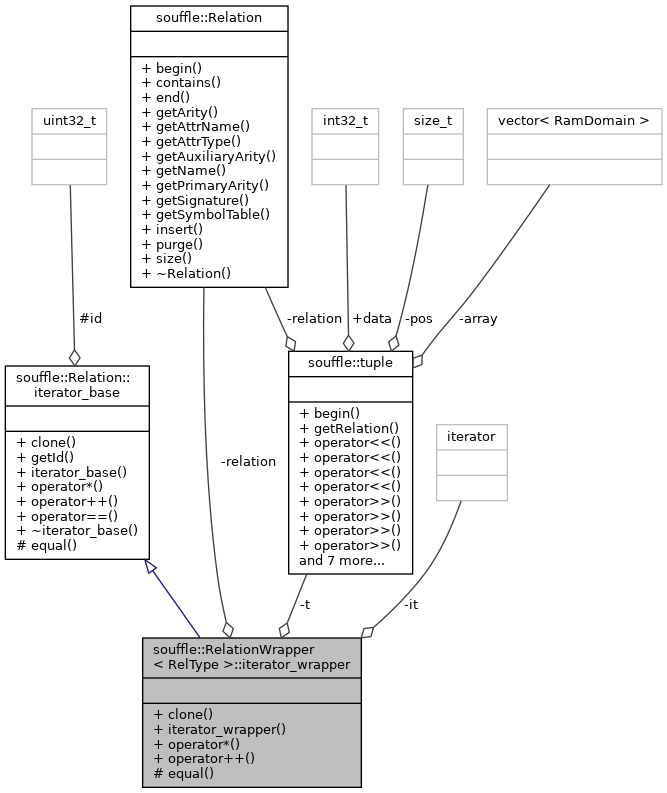 souffle::Relation
+ begin()
+ contains()
+ end()
+ getArity()
+ getAttrName()
+ getAttrType()
+ getAuxiliaryArity()
+ getName()
+ getPrimaryArity()
+ getSignature()
+ getSymbolTable()
+ insert()
+ purge()
+ size()
+ ~Relation()
uint32_t
int32_t
size_t
vector< RamDomain >
#id
-relation
+data
-pos
-array
souffle::Relation::
iterator_base
+ clone()
+ getId()
+ iterator_base()
+ operator*()
+ operator++()
+ operator==()
+ ~iterator_base()
# equal()
souffle::tuple
+ begin()
+ getRelation()
+ operator<<()
+ operator<<()
+ operator<<()
+ operator<<()
+ operator>>()
+ operator>>()
+ operator>>()
+ operator>>()
and 7 more...
iterator
-relation
-t
-it
souffle::RelationWrapper
< RelType >::iterator_wrapper
+ clone()
+ iterator_wrapper()
+ operator*()
+ operator++()
# equal()